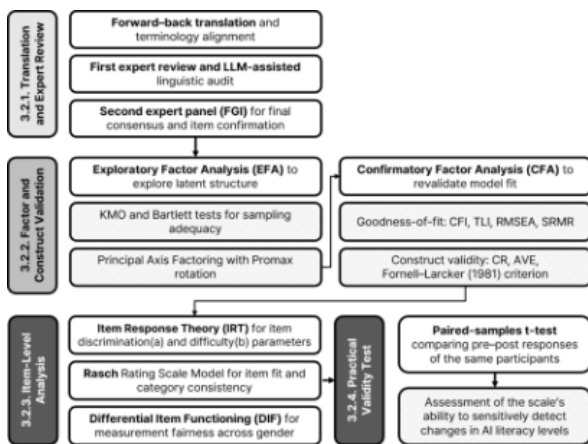 3.2.1. Translation
and Expert Review
Forward–back translation and
terminology alignment
First expert review and LLM-assisted
linguistic audit
Second expert panel (FGI) for final
consensus and item confirmation
3.2.2. Factor and
Construct Validation
Exploratory Factor Analysis (EFA) to
explore latent structure
KMO and Bartlett tests for sampling
adequacy
Principal Axis Factoring with Promax
rotation
Confirmatory Factor Analysis (CFA) to
revalidate model fit
Goodness-of-fit: CFI, TLI, RMSEA, SRMR
Construct validity: CR, AVE,
Fornell–Larcker (1981) criterion
3.2.3. Item-Level
Analysis
Item Response Theory (IRT) for item
discrimination(a) and difficulty(b) parameters
Rasch Rating Scale Model for item fit and
category consistency
Differential Item Functioning (DIF) for
measurement fairness across gender
3.2.4. Practical
Validity Test
Paired-samples t-test
comparing pre–post responses
of the same participants
Assessment of the scale's
ability to sensitively detect
changes in AI literacy levels